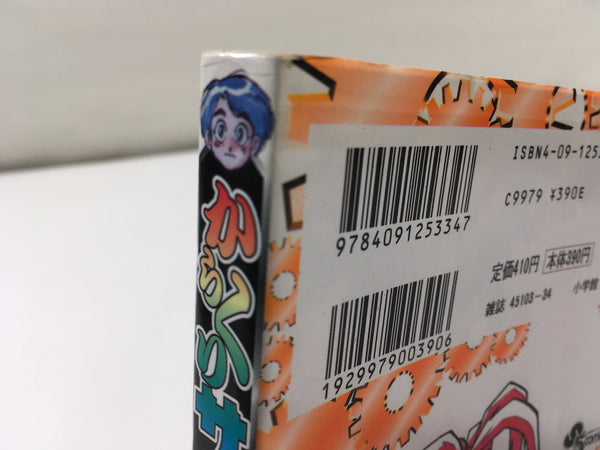 からくりサ
ISBN4-09-1253
C9979 ¥390E
9784091253347
定価410円 本体390円
雑誌 45103-34 小学館
1929979003906